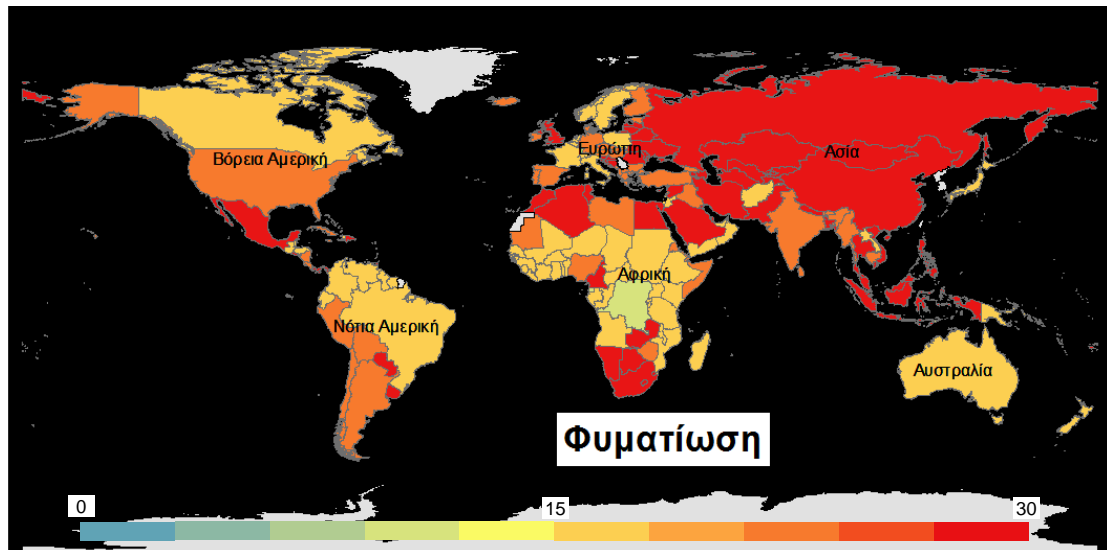 Βόρεια Αμερική
Ευρώπη
Ασία
Αφρική
Νότια Αμερική
Αυστραλία
Φυματίωση
0
15
30